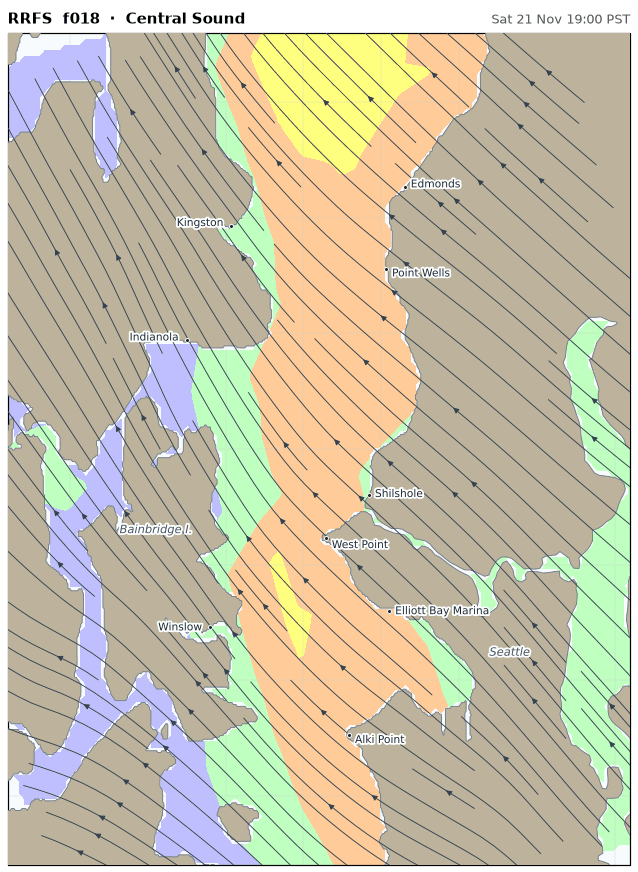 RRFS f018 · Central Sound
Sat 21 Nov 19:00 PST
Edmonds
Kingston
Point Wells
Indianola
Shilshole
Bainbridge I.
West Point
Elliott Bay Marina
Winslow
Seattle
Alki Point